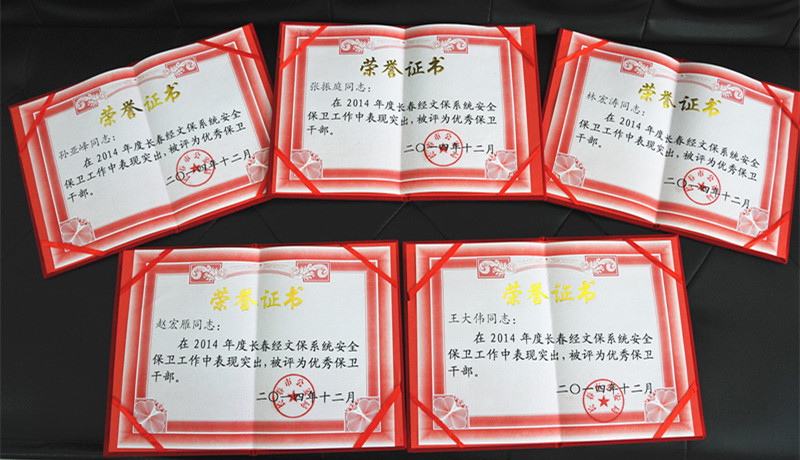 荣誉证书
孙亚峰同志：
在2014年度长春经文保系统安全
保卫工作中表现突出，被评为优秀保卫
干部。
二〇一四年十二月
荣誉证书
张振庭同志：
在2014年度长春经文保系统安全
保卫工作中表现突出，被评为优秀保卫
干部。
二〇一四年十二月
荣誉证书
林宏涛同志：
在2014年度长春经文保系统安全
保卫工作中表现突出，被评为优秀保卫
干部。
二〇一四年十二月
荣誉证书
赵宏雁同志：
在2014年度长春经文保系统安全
保卫工作中表现突出，被评为优秀保卫
干部。
二〇一四年十二月
荣誉证书
王大伟同志：
在2014年度长春经文保系统安全
保卫工作中表现突出，被评为优秀保卫
干部。
二〇一四年十二月
长春市公安局